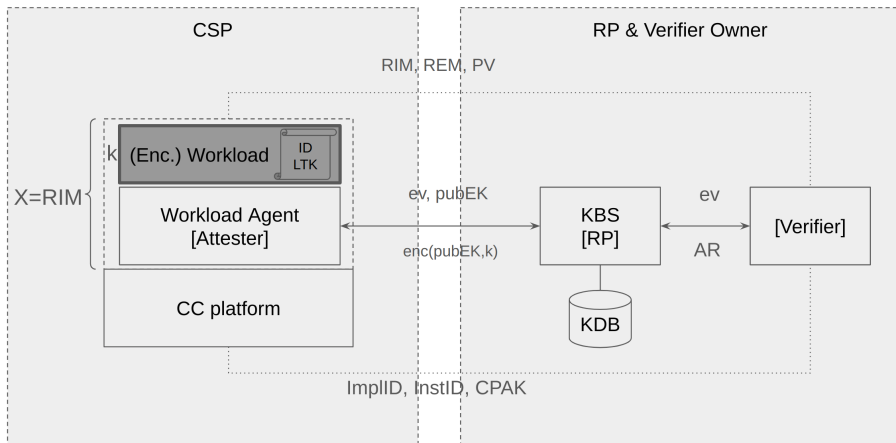 CSP
RP & Verifier Owner
RIM, REM, PV
k
(Enc.) Workload
ID
LTK
X=RIM
Workload Agent
[Attester]
ev, pubEK
enc(pubEK,k)
KBS
[RP]
ev
AR
[Verifier]
CC platform
KDB
ImplID, InstID, CPAK